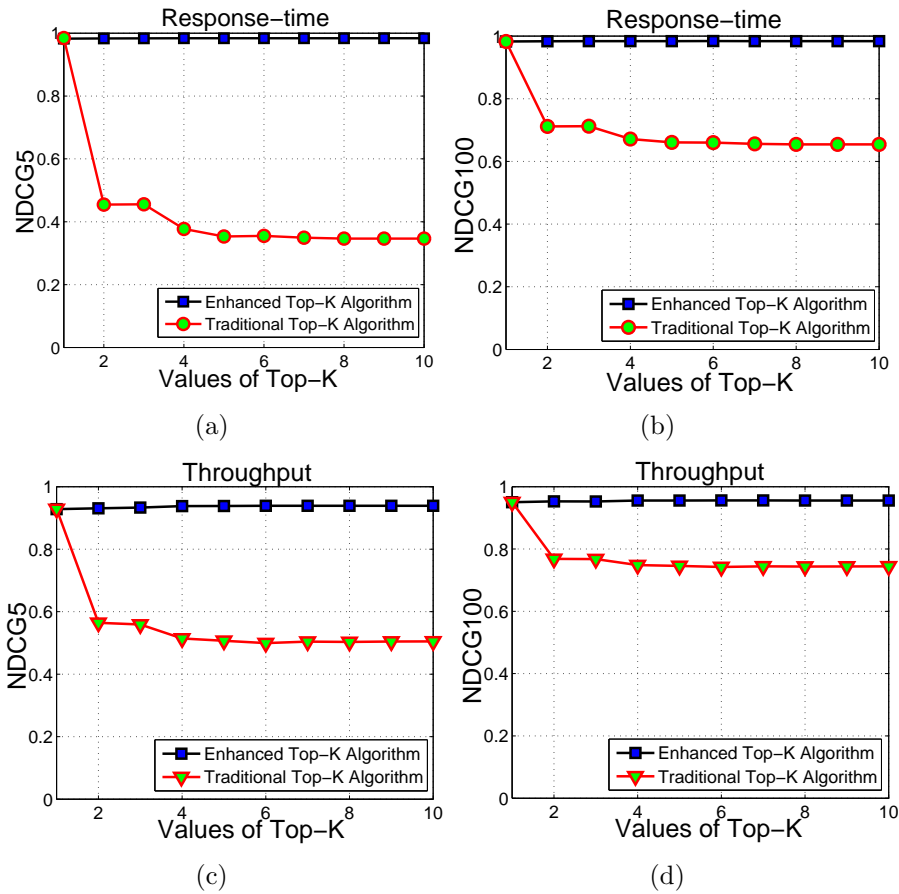 Response-time
1
0.8
0.6
0.4
0.2
0
NDCG5
Enhanced Top-K Algorithm
Traditional Top-K Algorithm
2 4 6 8 10
Values of Top-K
(a)
Response-time
1
0.8
0.6
0.4
0.2
0
NDCG100
Enhanced Top-K Algorithm
Traditional Top-K Algorithm
2 4 6 8 10
Values of Top-K
(b)
Throughput
1
0.8
0.6
0.4
0.2
0
NDCG5
Enhanced Top-K Algorithm
Traditional Top-K Algorithm
2 4 6 8 10
Values of Top-K
(c)
Throughput
1
0.8
0.6
0.4
0.2
0
NDCG100
Enhanced Top-K Algorithm
Traditional Top-K Algorithm
2 4 6 8 10
Values of Top-K
(d)